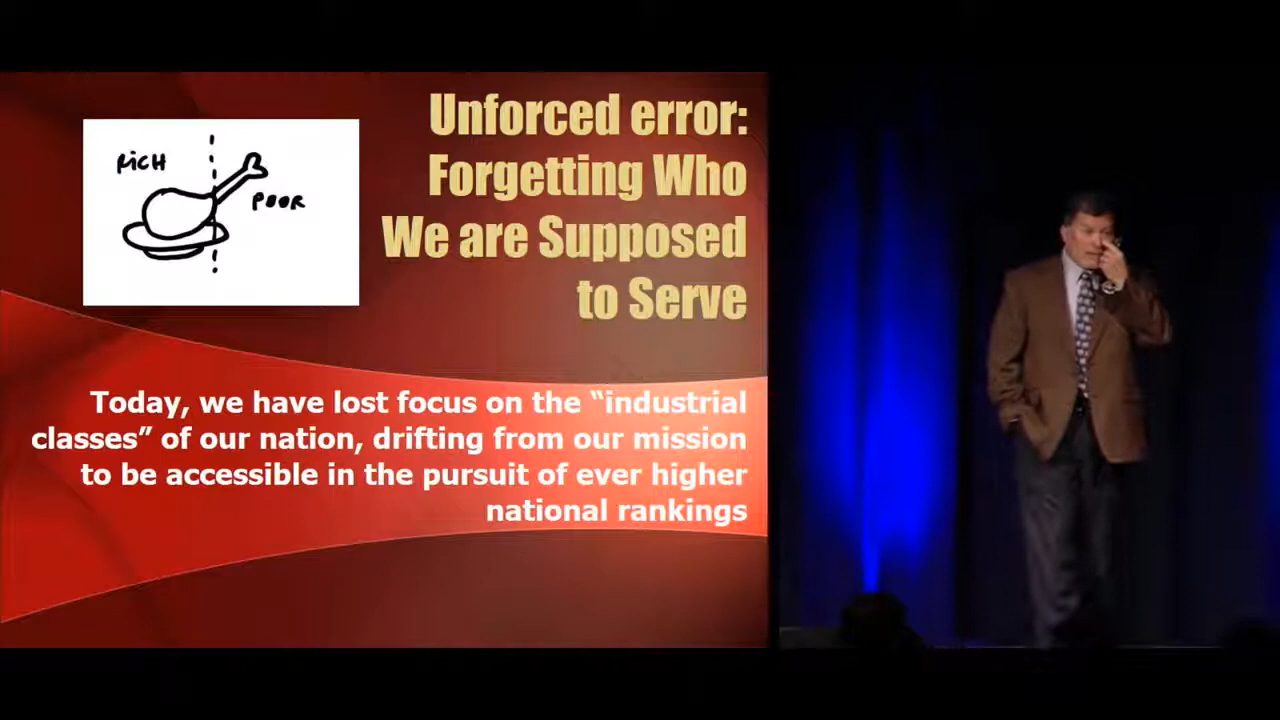 RiCH
POOR
Unforced error:
Forgetting Who
We are Supposed
to Serve
Today, we have lost focus on the “industrial
classes” of our nation, drifting from our mission
to be accessible in the pursuit of ever higher
national rankings